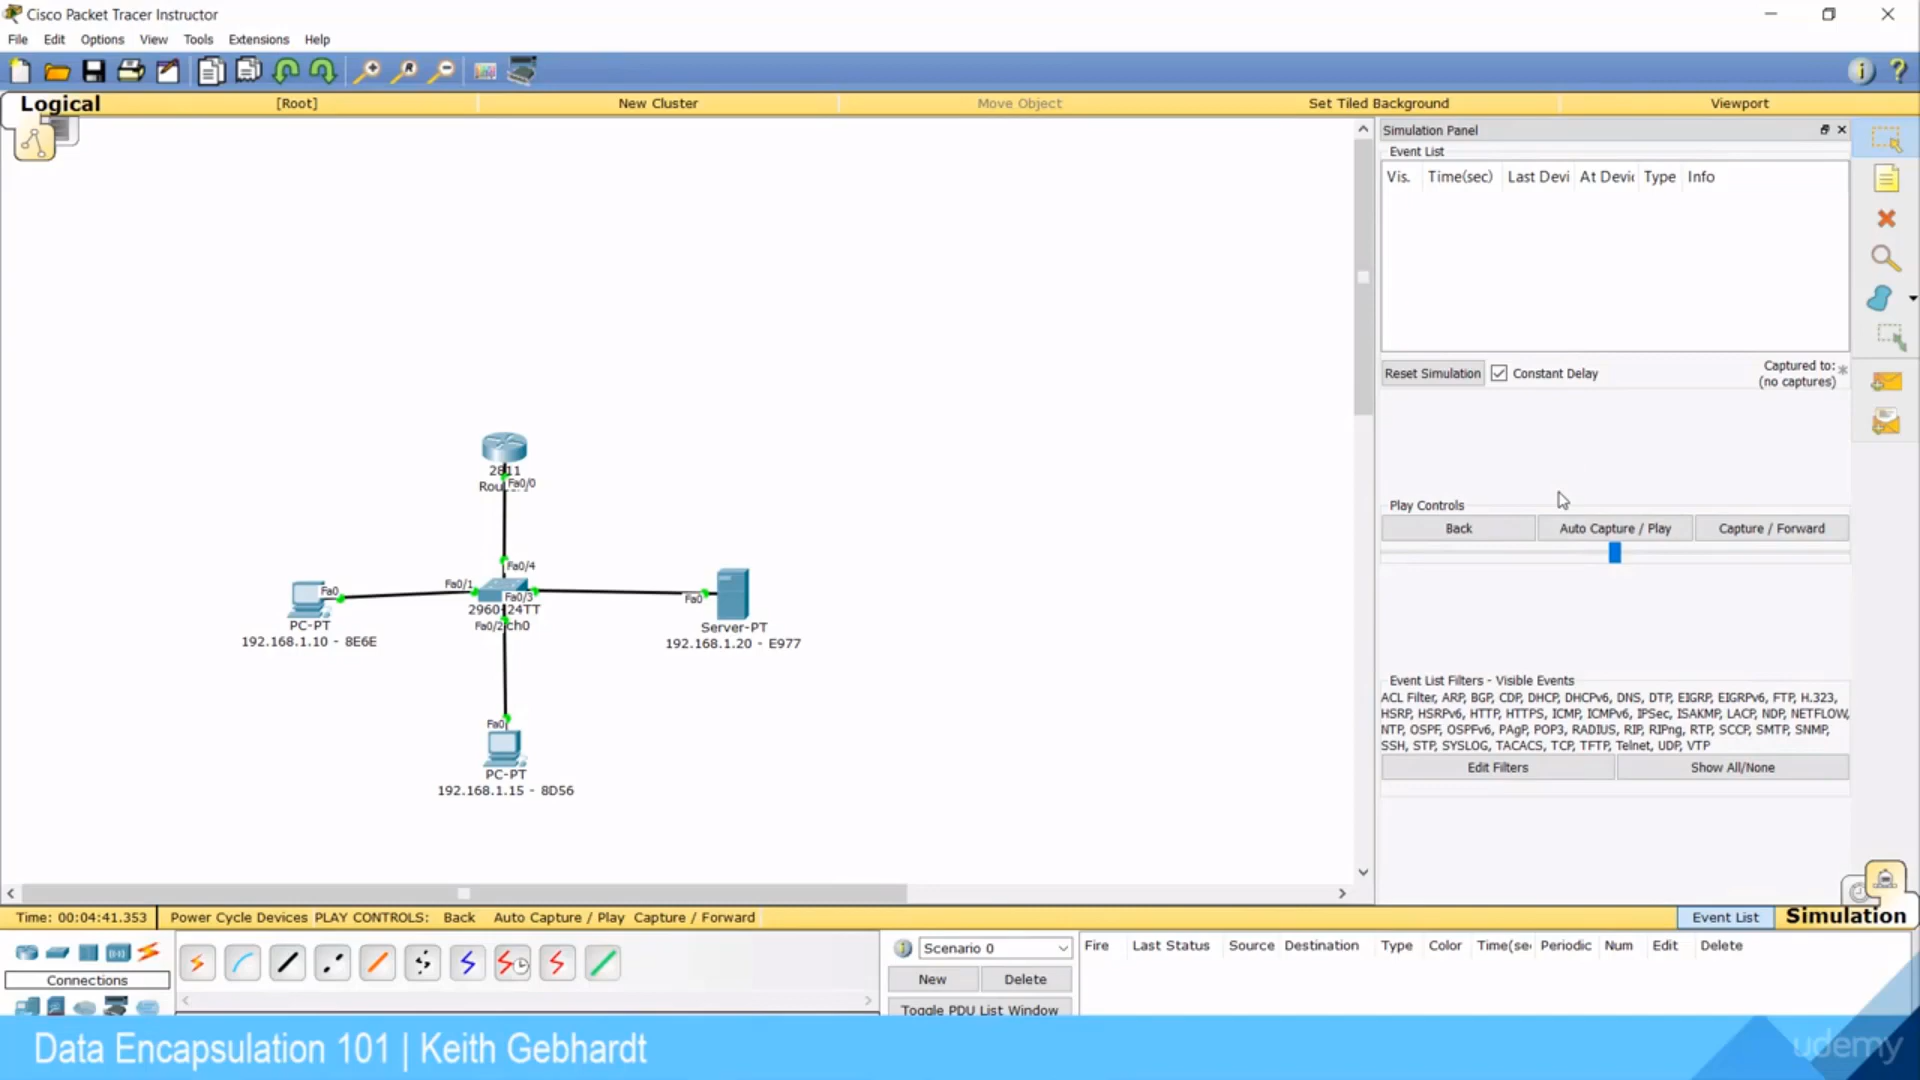 Cisco Packet Tracer Instructor
File Edit Options View Tools Extensions Help
Logical [Root] New Cluster Move Object Set Tiled Background Viewport
Simulation Panel
Event List
Vis. Time(sec) Last Devi At Devic Type Info
Reset Simulation Constant Delay Captured to: *
(no captures)
Play Controls
Back Auto Capture / Play Capture / Forward
2811
Rou Fa0/0
Fa0/4
Fa0 Fa0/1 Fa0/3 Fa0
2960-24TT
Fa0/2 ch0
PC-PT
192.168.1.10 - 8E6E
Server-PT
192.168.1.20 - E977
Fa0
PC-PT
192.168.1.15 - 8D56
Event List Filters - Visible Events
ACL Filter, ARP, BGP, CDP, DHCP, DHCPv6, DNS, DTP, EIGRP, EIGRPv6, FTP, H.323,
HSRP, HSRPv6, HTTP, HTTPS, ICMP, ICMPv6, IPSec, ISAKMP, LACP, NDP, NETFLOW,
NTP, OSPF, OSPFv6, PAgP, POP3, RADIUS, RIP, RIPng, RTP, SCCP, SMTP, SNMP,
SSH, STP, SYSLOG, TACACS, TCP, TFTP, Telnet, UDP, VTP
Edit Filters Show All/None
Time: 00:04:41.353 Power Cycle Devices PLAY CONTROLS: Back Auto Capture / Play Capture / Forward Event List Simulation
Connections
Scenario 0
New Delete
Toggle PDU List Window
Fire Last Status Source Destination Type Color Time(sec Periodic Num Edit Delete
Data Encapsulation 101 | Keith Gebhardt
udemy